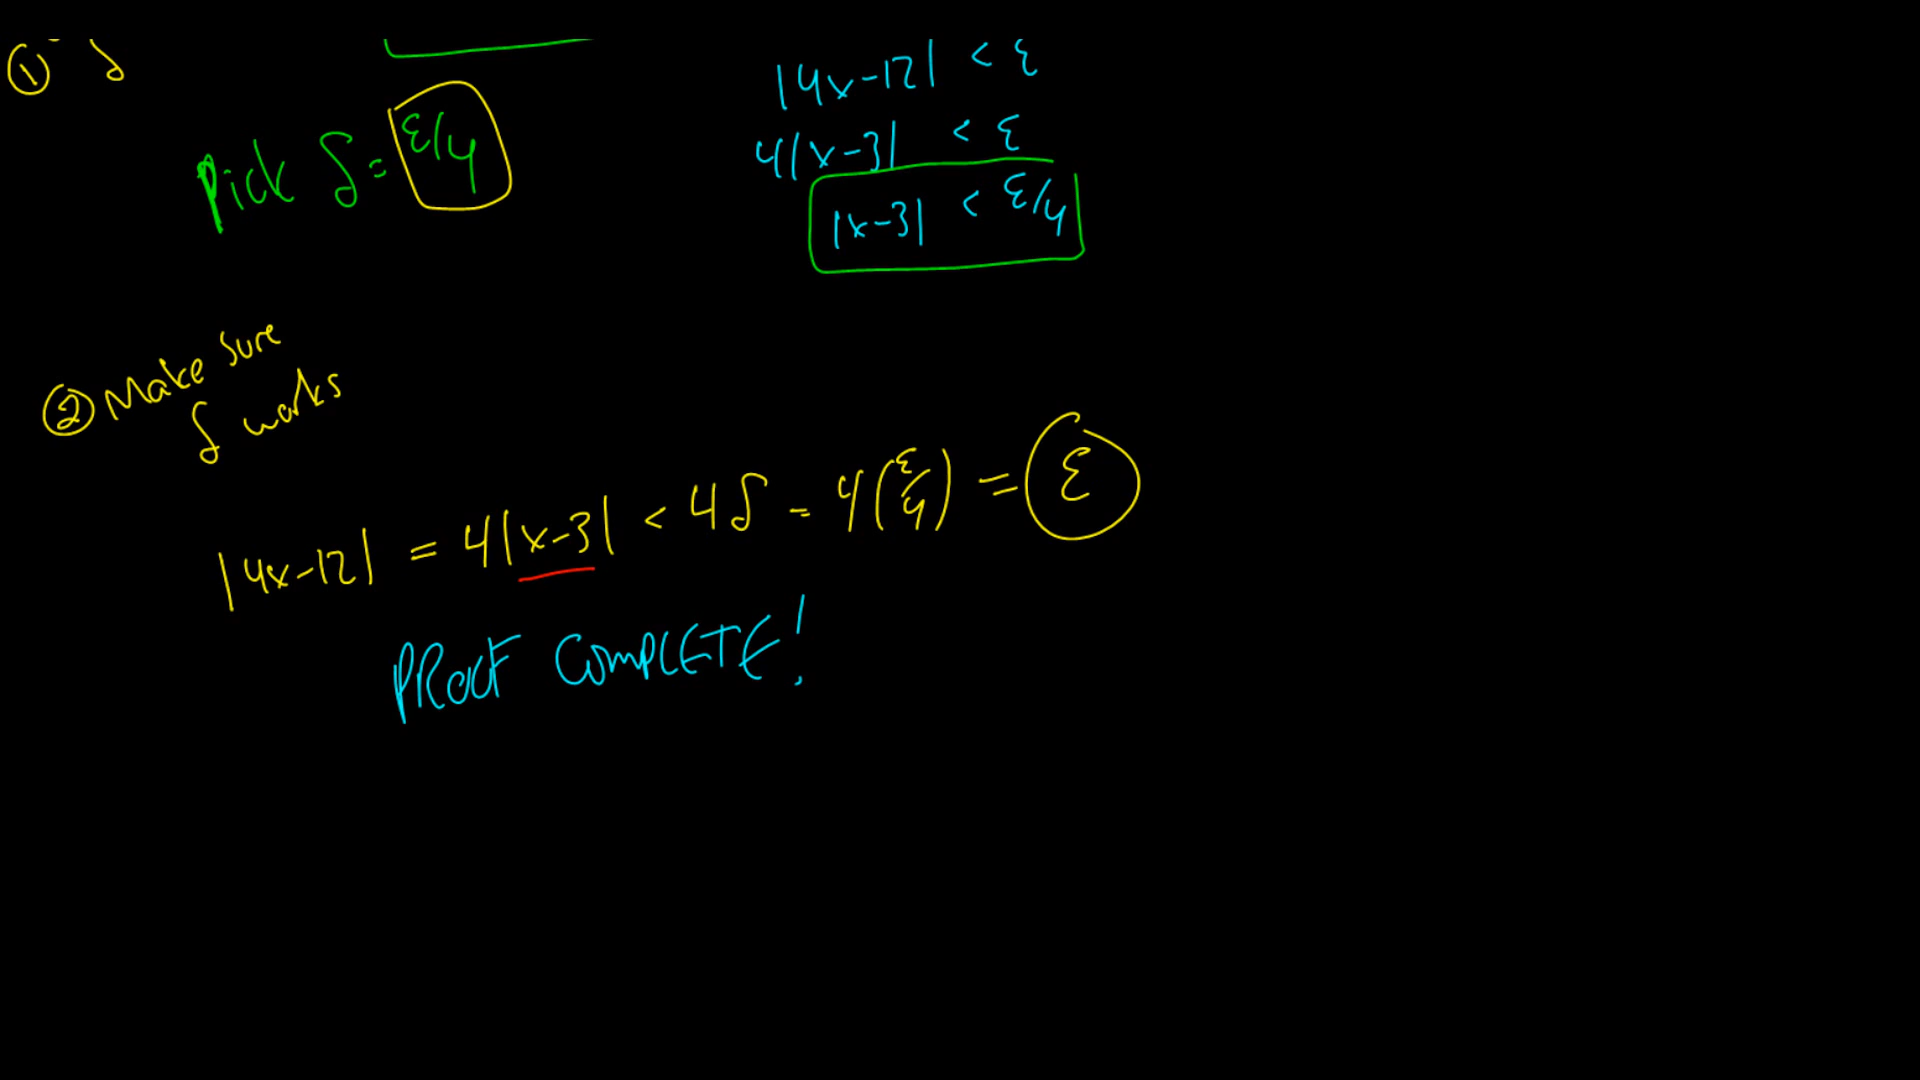 ① δ
|4x-12| < ε
4|x-3| < ε
Pick δ = ε/4
|x-3| < ε/4
② Make sure
δ works
|4x-12| = 4|x-3| < 4δ = 4(ε/4) = ε
PROOF COMPLETE!